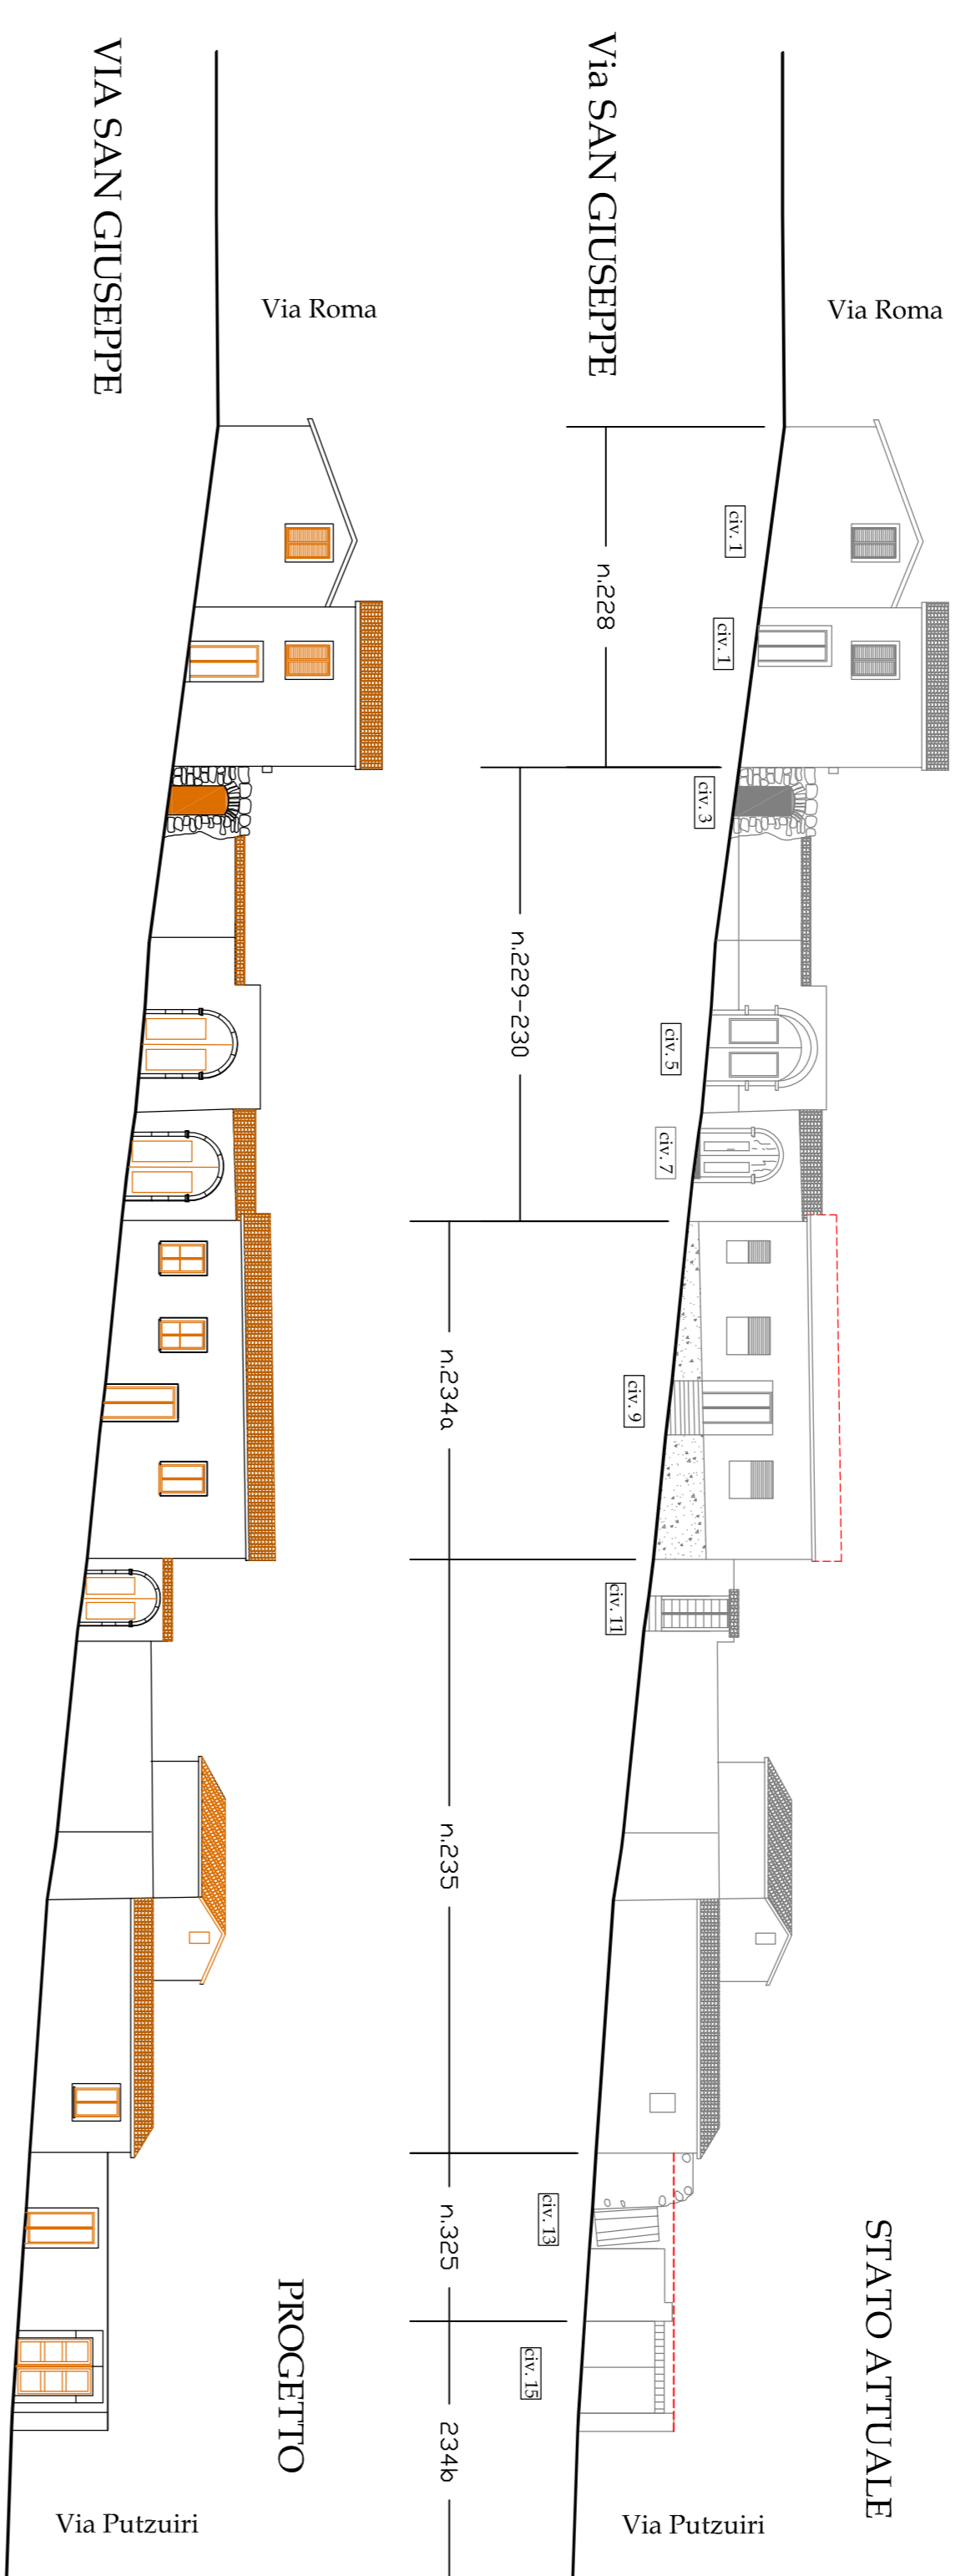 STATO ATTUALE
Via Roma
Via Putzuiri
civ. 1
civ. 1
civ. 3
civ. 5
civ. 7
civ. 9
civ. 11
civ. 13
civ. 15
Via SAN GIUSEPPE
n.228
n.229-230
n.234a
n.235
n.325
234b
PROGETTO
Via Roma
Via Putzuiri
VIA SAN GIUSEPPE